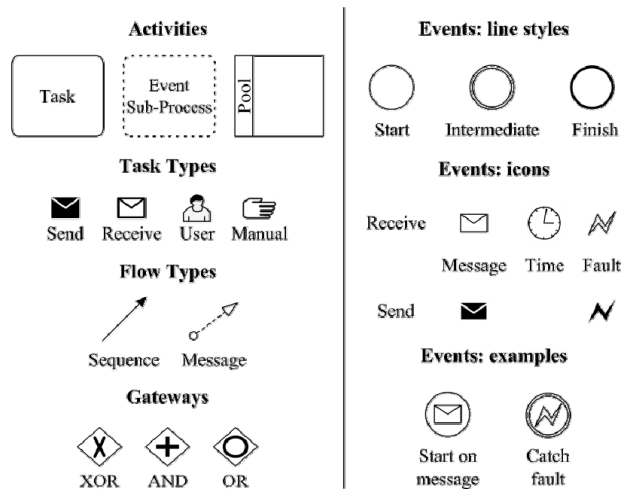 Activities
Task
Event
Sub-Process
Pool
Task Types
Send Receive User Manual
Flow Types
Sequence Message
Gateways
X
XOR AND OR
Events: line styles
Start Intermediate Finish
Events: icons
Receive
Message Time Fault
Send
Events: examples
Start on Catch
message fault